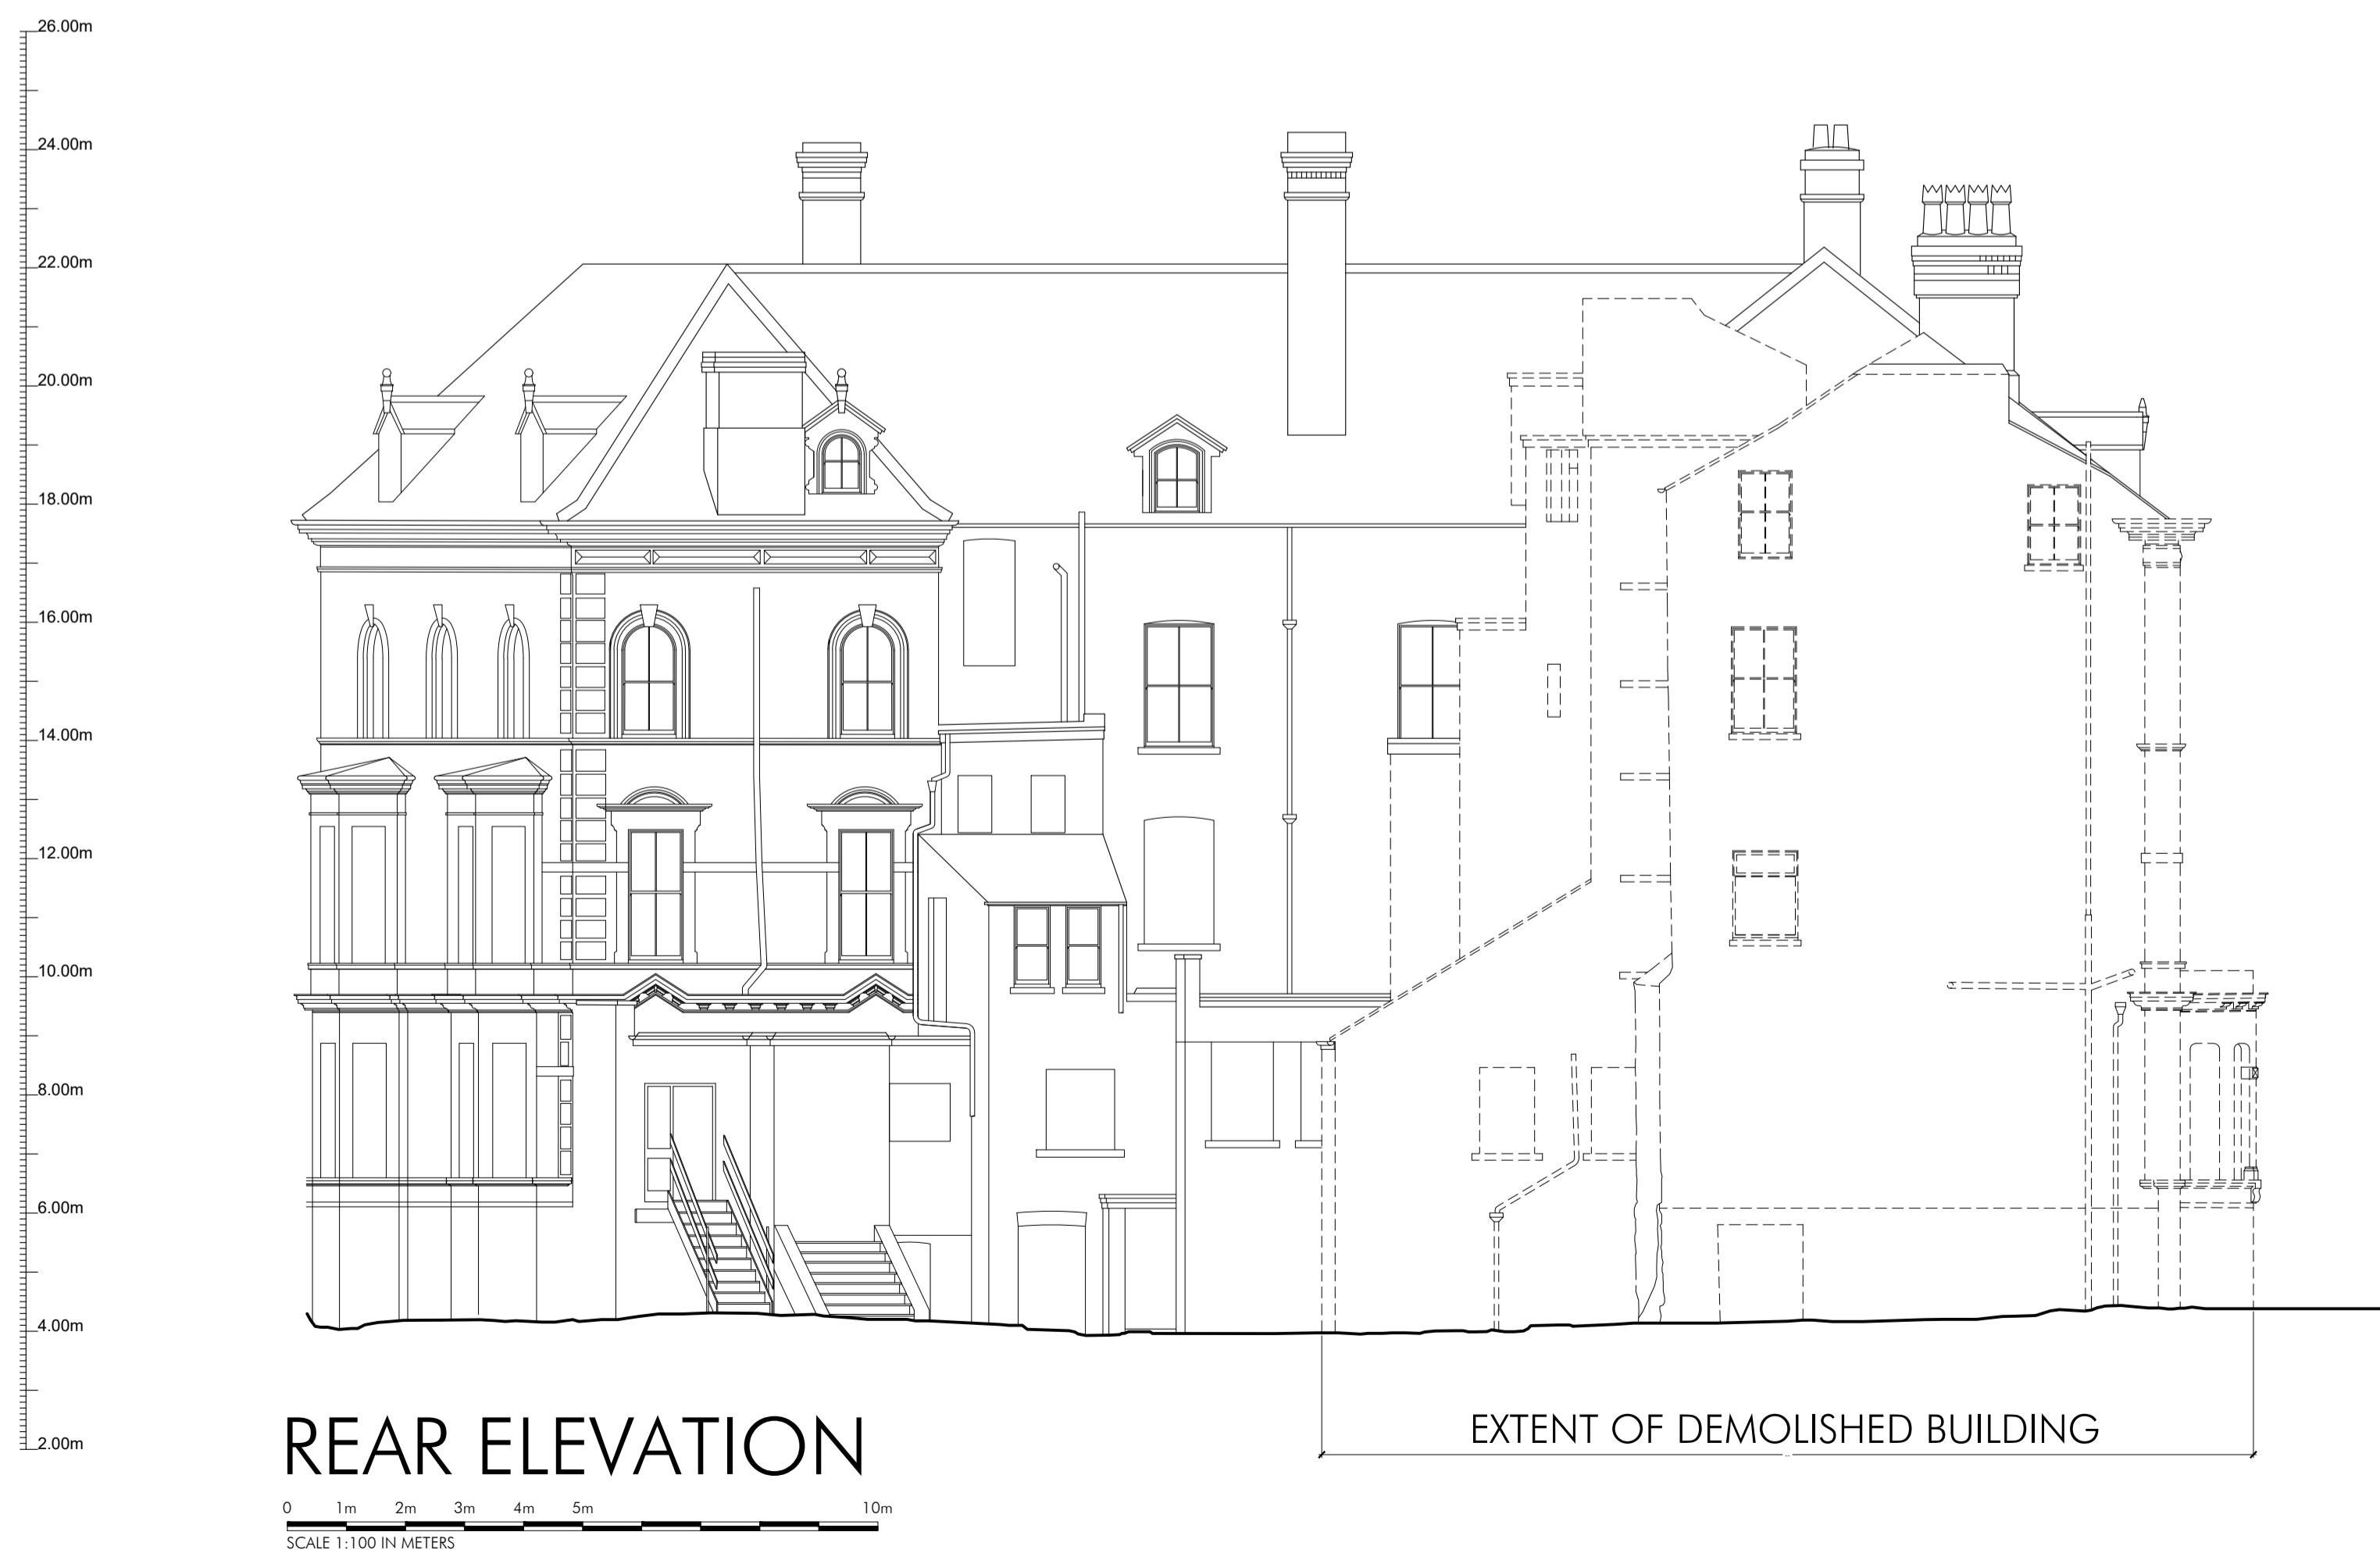 26.00m
24.00m
22.00m
20.00m
18.00m
16.00m
14.00m
12.00m
10.00m
8.00m
6.00m
4.00m
2.00m
EXTENT OF DEMOLISHED BUILDING
REAR ELEVATION
0 1m 2m 3m 4m 5m 10m
SCALE 1:100 IN METERS